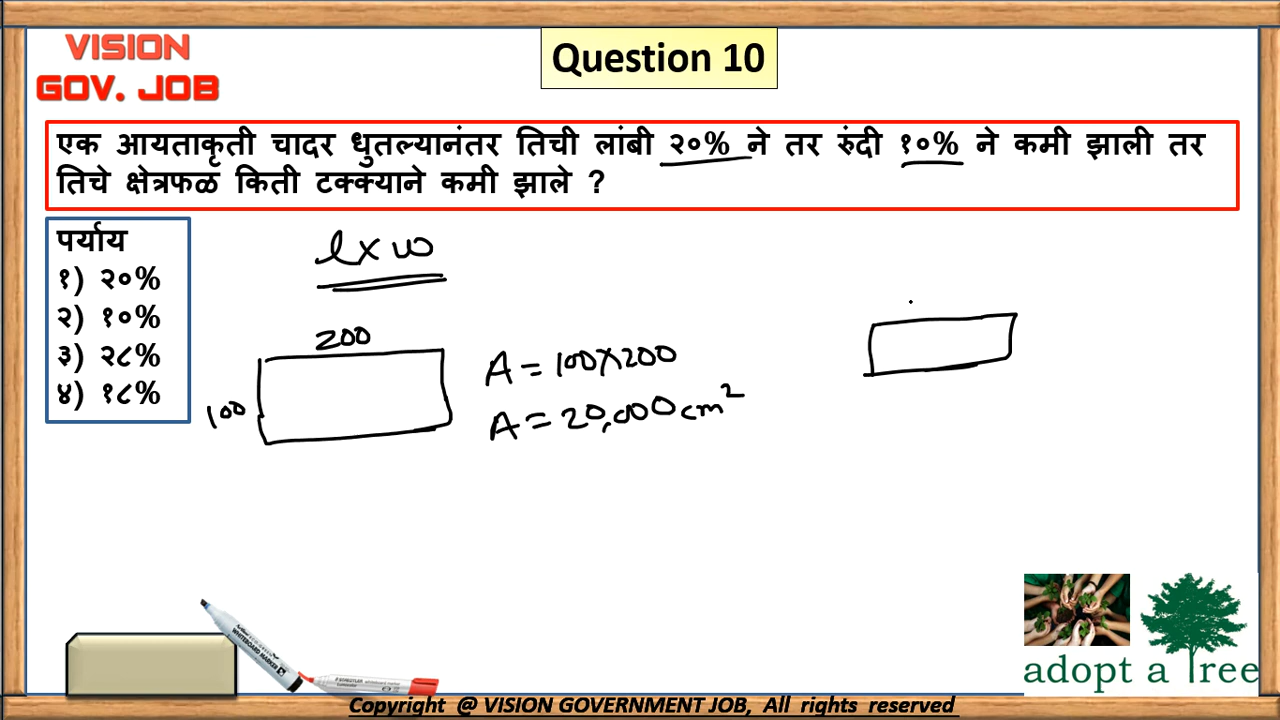 VISION
GOV. JOB
Question 10
एक आयताकृती चादर धुतल्यानंतर तिची लांबी २०% ने तर रुंदी १०% ने कमी झाली तर
तिचे क्षेत्रफळ किती टक्क्याने कमी झाले ?
पर्याय
१) २०%
२) १०%
३) २८%
४) १८%
l x w
200
100
A = 100X200
A = 20,000 cm²
adopt a Tree
Copyright @ VISION GOVERNMENT JOB, All rights reserved